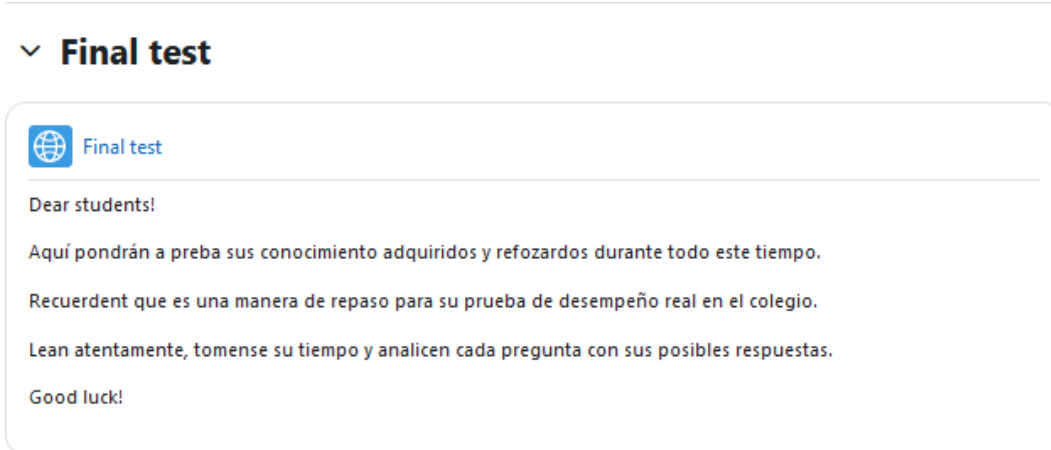 Final test
Final test
Dear students!
Aquí pondrán a preba sus conocimiento adquiridos y refozardos durante todo este tiempo.
Recuerdent que es una manera de repaso para su prueba de desempeño real en el colegio.
Lean atentamente, tomense su tiempo y analicen cada pregunta con sus posibles respuestas.
Good luck!